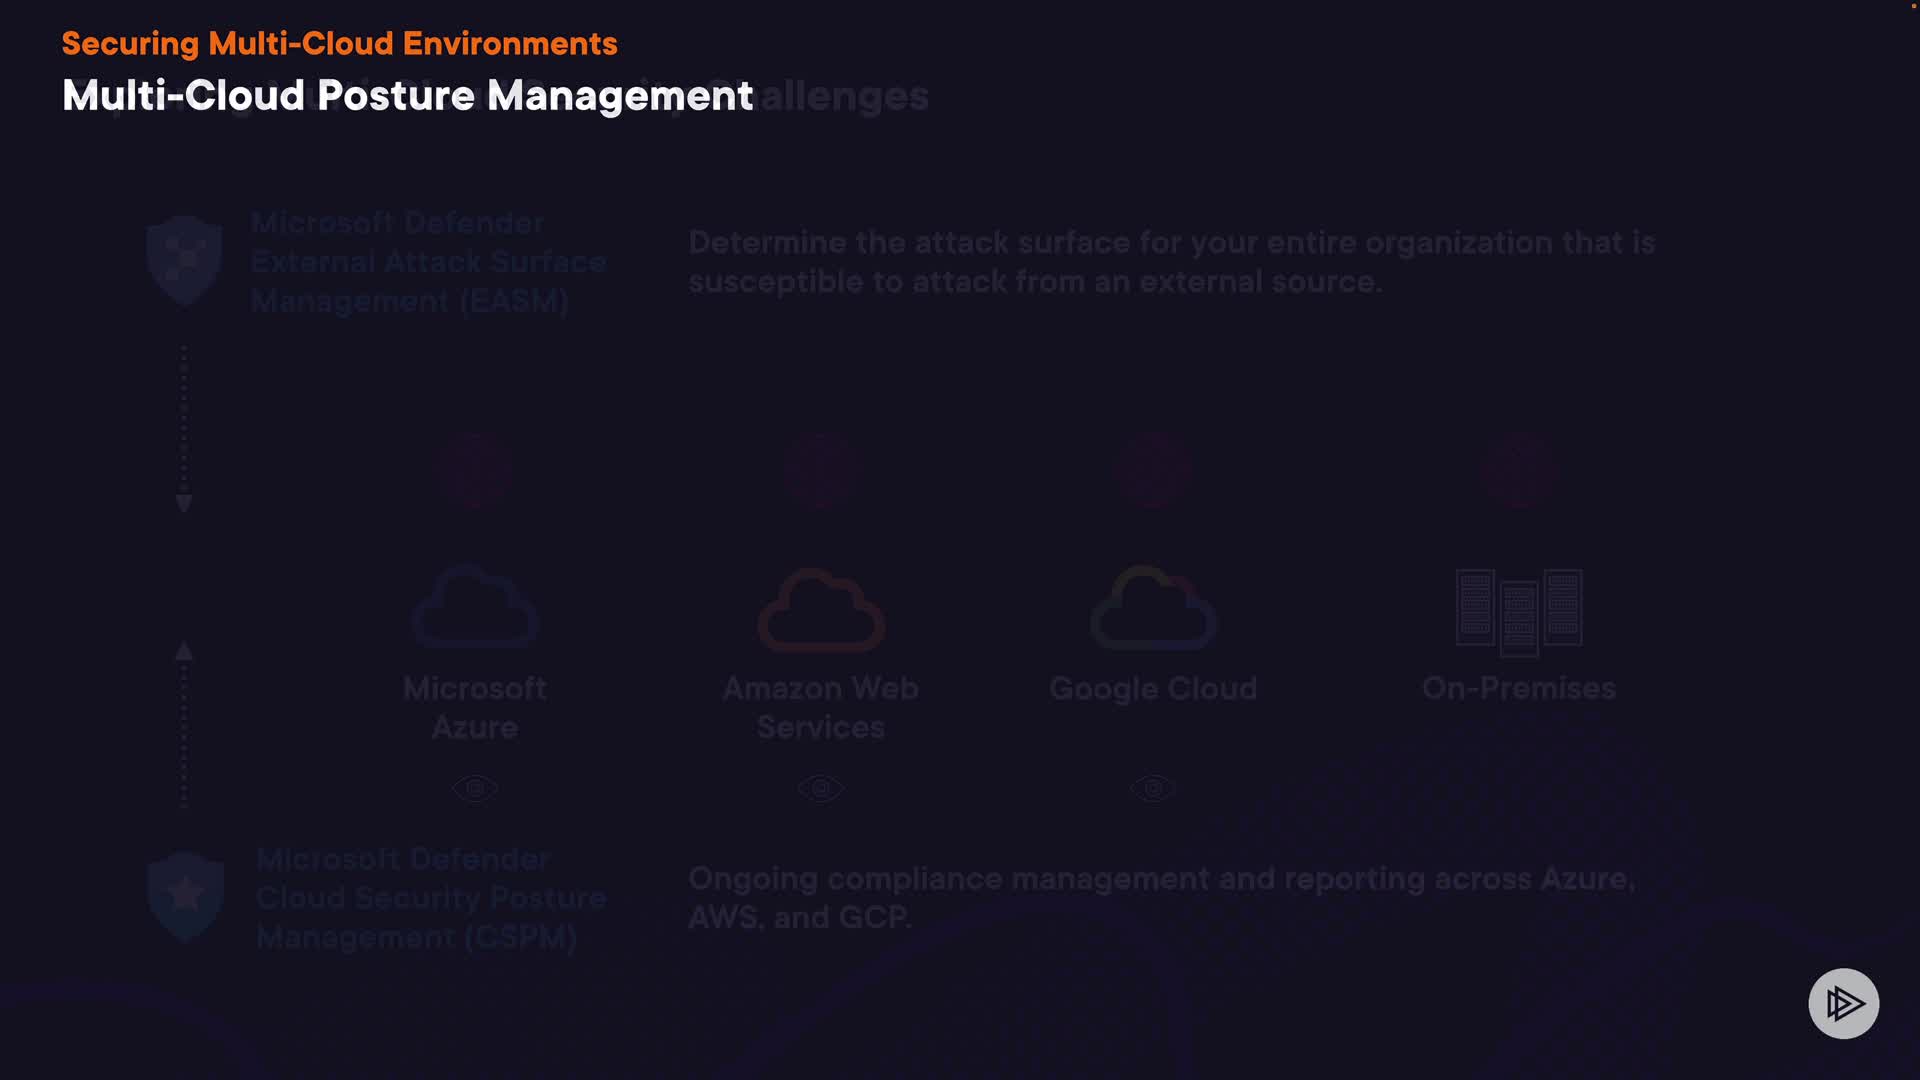 Securing Multi-Cloud Environments
Multi-Cloud Posture Management
Challenges
Microsoft Defender
External Attack Surface
Management (EASM)
Determine the attack surface for your entire organization that is
susceptible to attack from an external source.
Microsoft
Azure
Amazon Web
Services
Google Cloud
On-Premises
Microsoft Defender
Cloud Security Posture
Management (CSPM)
Ongoing compliance management and reporting across Azure,
AWS, and GCP.